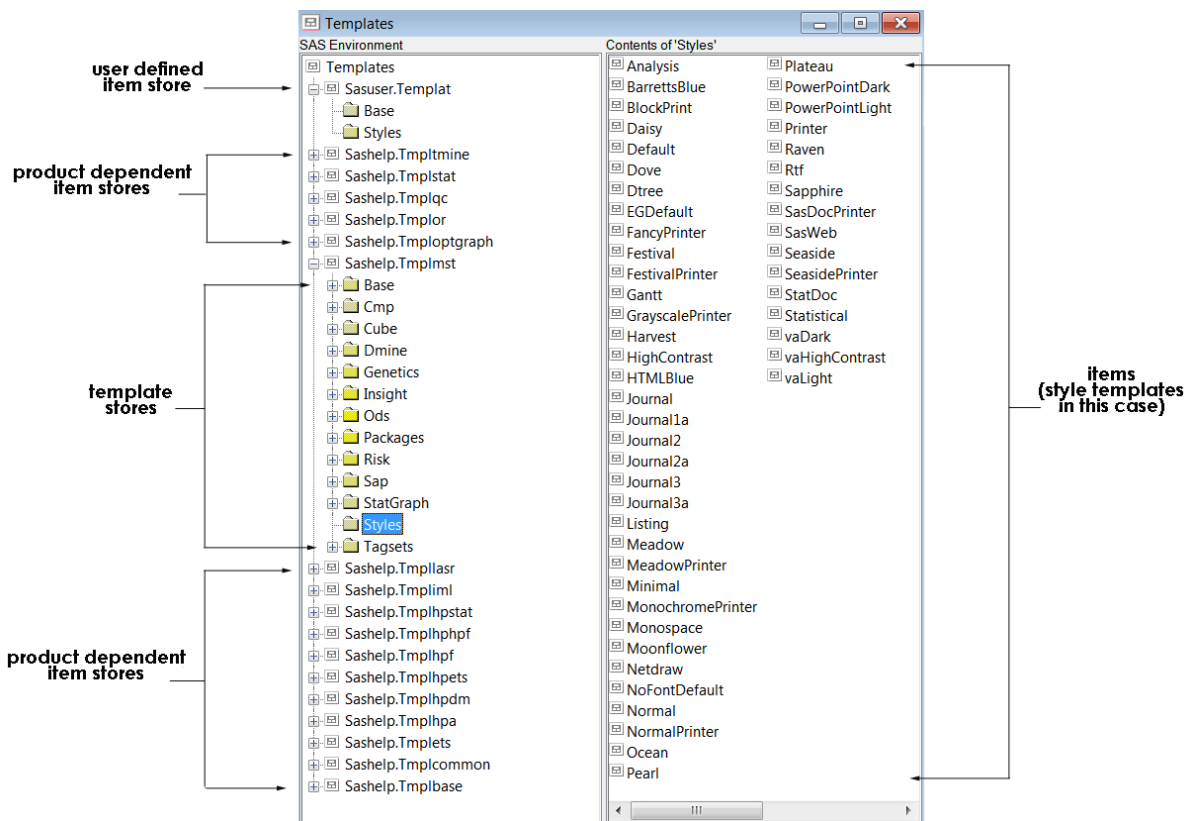 Templates
SAS Environment
Contents of 'Styles'
user defined
item store
product dependent
item stores
template
stores
product dependent
item stores
Templates
Sasuser.Templat
Base
Styles
Sashelp.Tmpltmine
Sashelp.Tmplstat
Sashelp.Tmplqc
Sashelp.Tmplor
Sashelp.Tmploptgraph
Sashelp.Tmplmst
Base
Cmp
Cube
Dmine
Genetics
Insight
Ods
Packages
Risk
Sap
StatGraph
Styles
Tagsets
Sashelp.Tmpllasr
Sashelp.Tmpliml
Sashelp.Tmplhpstat
Sashelp.Tmplhphpf
Sashelp.Tmplhpf
Sashelp.Tmplhpets
Sashelp.Tmplhpdm
Sashelp.Tmplhpa
Sashelp.Tmplets
Sashelp.Tmplcommon
Sashelp.Tmplbase
Analysis
BarrettsBlue
BlockPrint
Daisy
Default
Dove
Dtree
EGDefault
FancyPrinter
Festival
FestivalPrinter
Gantt
GrayscalePrinter
Harvest
HighContrast
HTMLBlue
Journal
Journal1a
Journal2
Journal2a
Journal3
Journal3a
Listing
Meadow
MeadowPrinter
Minimal
MonochromePrinter
Monospace
Moonflower
Netdraw
NoFontDefault
Normal
NormalPrinter
Ocean
Pearl
Plateau
PowerPointDark
PowerPointLight
Printer
Raven
Rtf
Sapphire
SasDocPrinter
SasWeb
Seaside
SeasidePrinter
StatDoc
Statistical
vaDark
vaHighContrast
vaLight
items
(style templates
in this case)